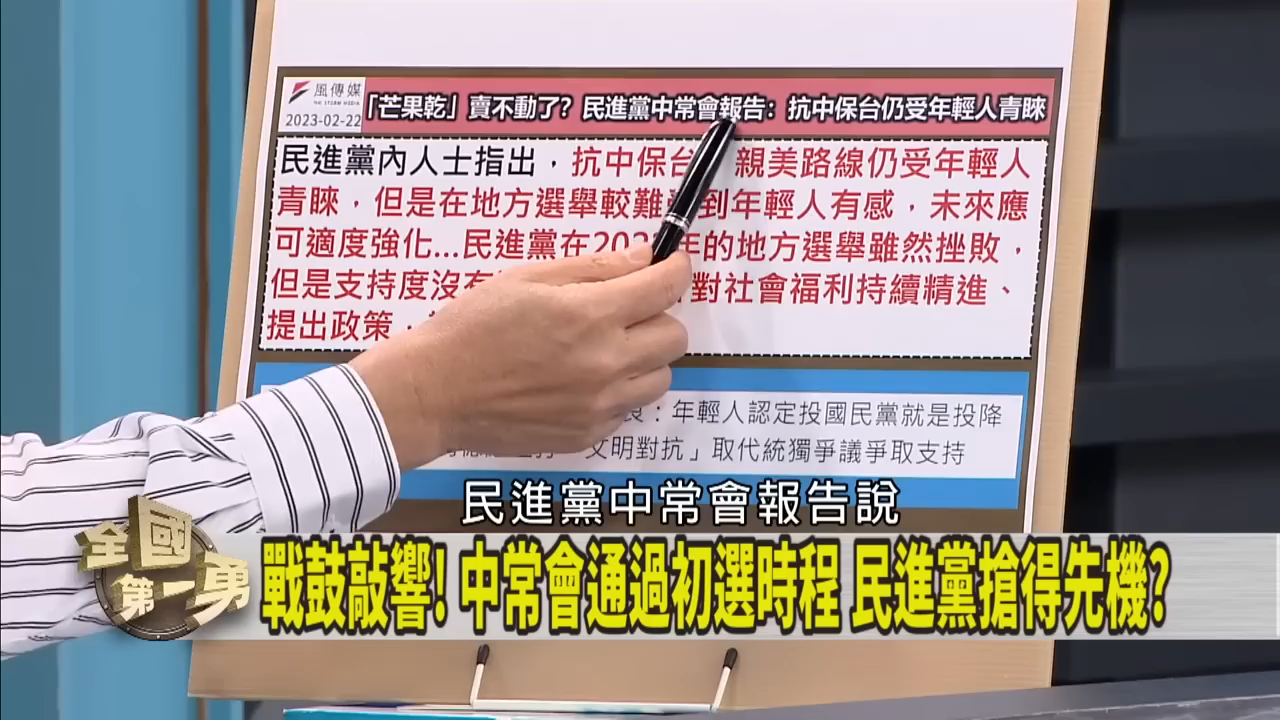 風傳媒
THE STORM MEDIA
2023-02-22
「芒果乾」賣不動了？民進黨中常會報告：抗中保台仍受年輕人青睞
民進黨內人士指出，抗中保台 親美路線仍受年輕人
青睞，但是在地方選舉較難 到年輕人有感，未來應
可適度強化…民進黨在202 年的地方選舉雖然挫敗，
但是支持度沒有 對社會福利持續精進、
提出政策，
：年輕人認定投國民黨就是投降
文明對抗」取代統獨爭議爭取支持
民進黨中常會報告說
全國第一勇
戰鼓敲響！中常會通過初選時程 民進黨搶得先機？